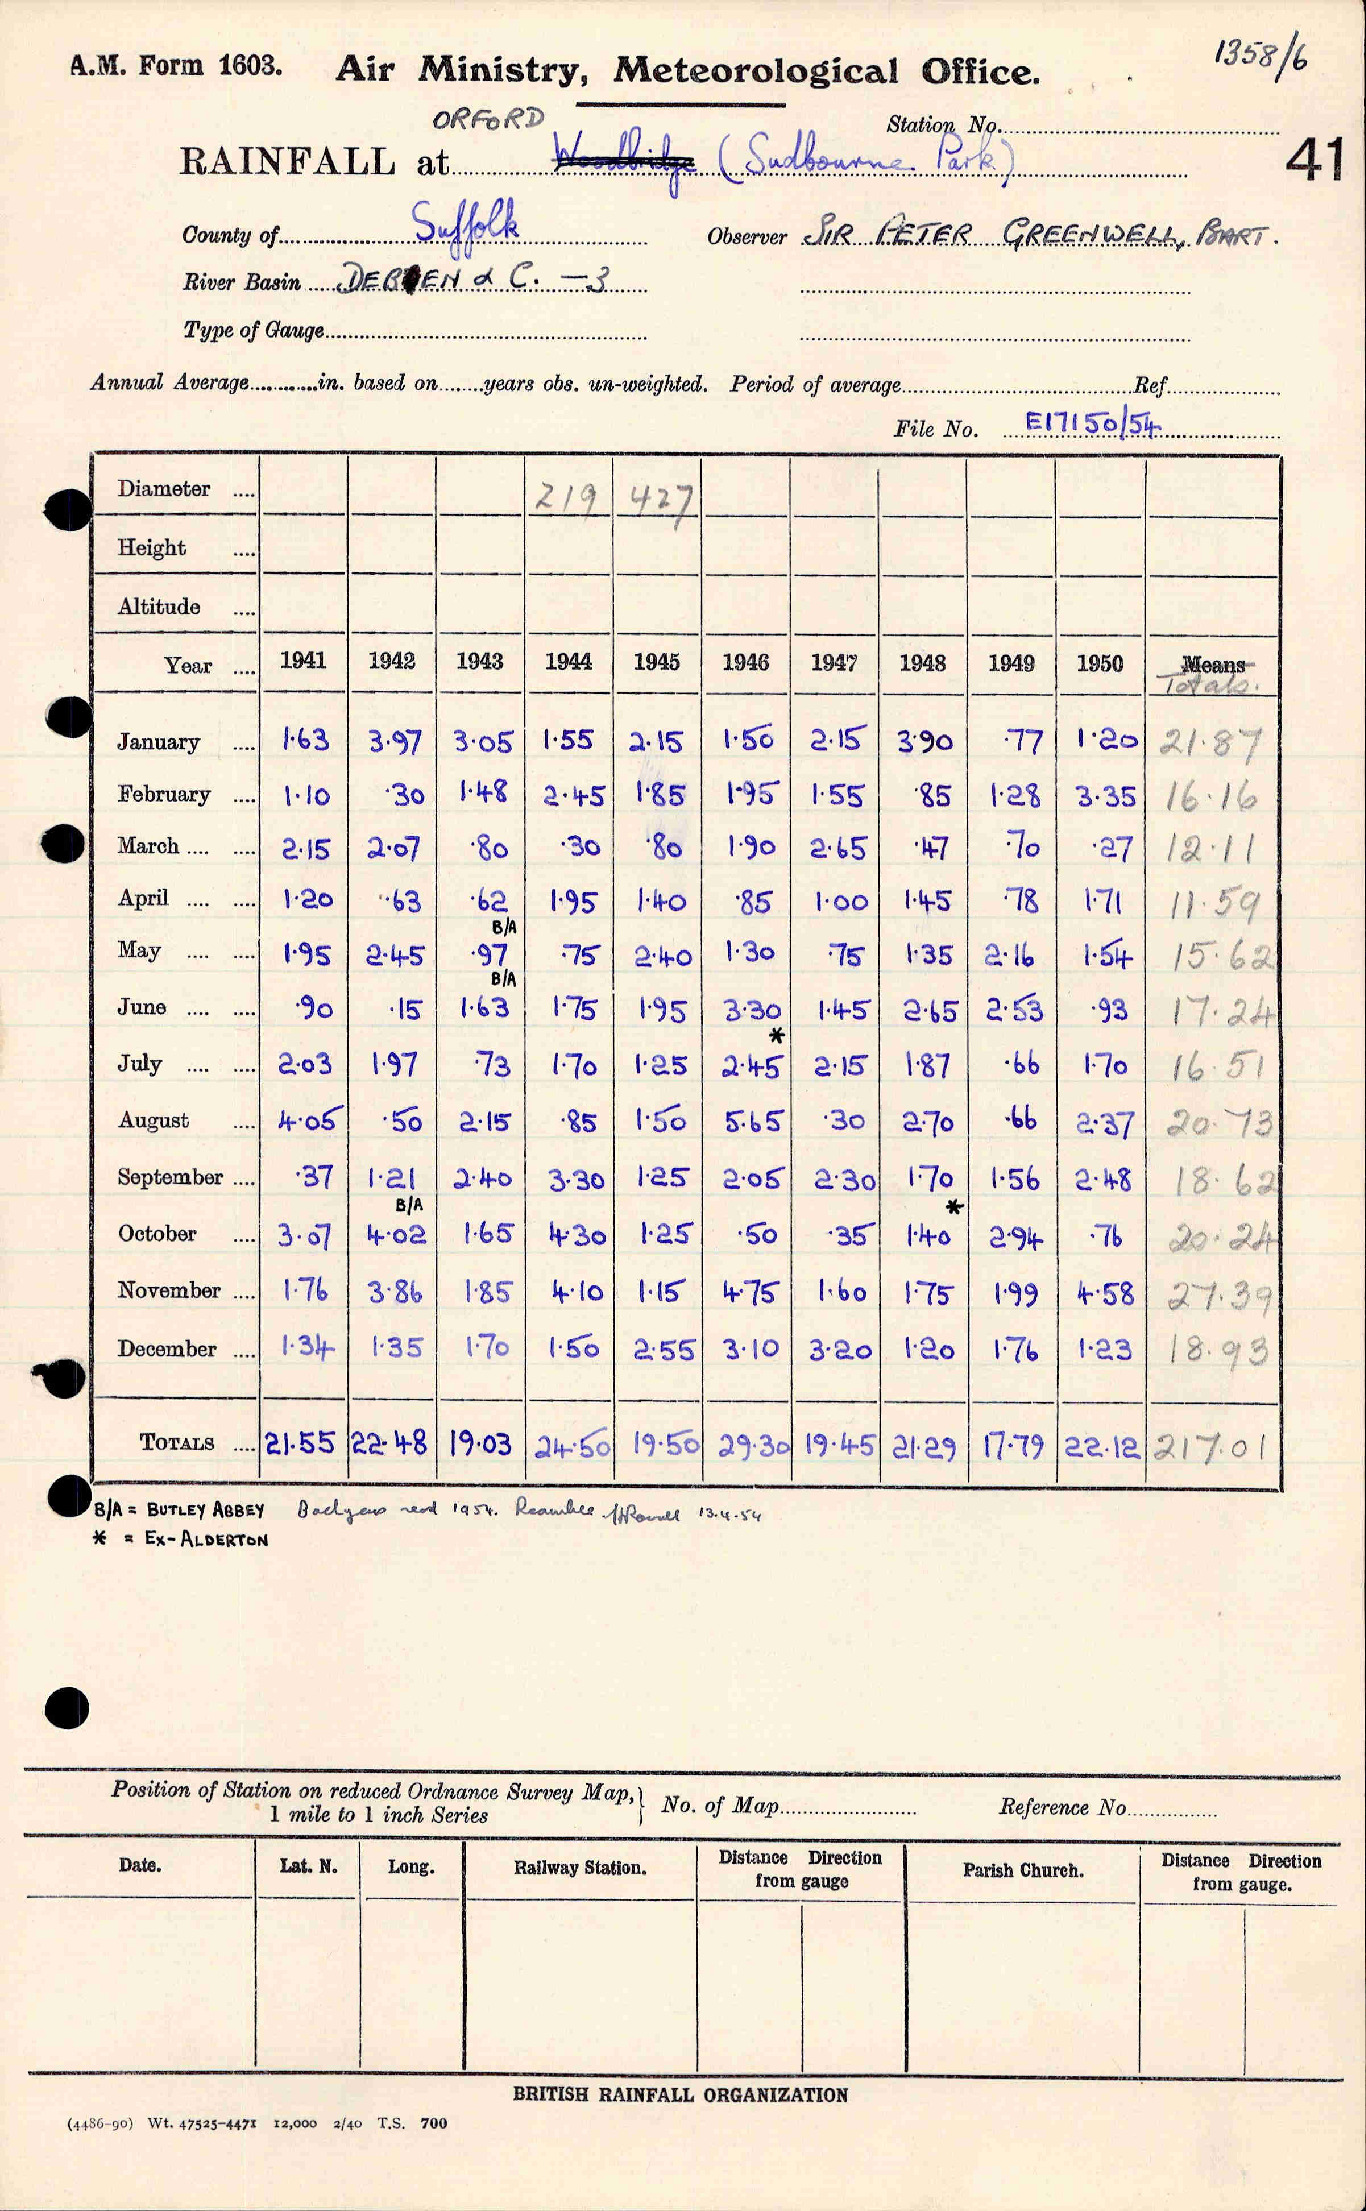 1358/6
A.M. Form 1603. Air Ministry, Meteorological Office.
ORFORD
Station No.
RAINFALL at Woodbridge (Sudbourne Park)
41
County of Suffolk Observer SIR PETER GREENWELL, BART.
River Basin DEBEN & C. —3
Type of Gauge
Annual Average in. based on years obs. un-weighted. Period of average Ref
File No. E17150/54
Diameter .... 219 427
Height ....
Altitude ....
Year .... 1941 1942 1943 1944 1945 1946 1947 1948 1949 1950 Means
Totals.
January .... 1.63 3.97 3.05 1.55 2.15 1.50 2.15 3.90 .77 1.20 21.87
February .... 1.10 .30 1.48 2.45 1.85 1.95 1.55 .85 1.28 3.35 16.16
March .... .... 2.15 2.07 .80 .30 .80 1.90 2.65 .47 .70 .27 12.11
April .... .... 1.20 .63 .62 1.95 1.40 .85 1.00 1.45 .78 1.71 11.59
B/A
May .... .... 1.95 2.45 .97 .75 2.40 1.30 .75 1.35 2.16 1.54 15.62
B/A
June .... .... .90 .15 1.63 1.75 1.95 3.30 1.45 2.65 2.53 .93 17.24
*
July .... .... 2.03 1.97 .73 1.70 1.25 2.45 2.15 1.87 .66 1.70 16.51
August .... 4.05 .50 2.15 .85 1.50 5.65 .30 2.70 .66 2.37 20.73
September .... .37 1.21 2.40 3.30 1.25 2.05 2.30 1.70 1.56 2.48 18.62
B/A *
October .... 3.07 4.02 1.65 4.30 1.25 .50 .35 1.40 2.94 .76 20.24
November .... 1.76 3.86 1.85 4.10 1.15 4.75 1.60 1.75 1.99 4.58 27.39
December .... 1.34 1.35 1.70 1.50 2.55 3.10 3.20 1.20 1.76 1.23 18.93
TOTALS .... 21.55 22.48 19.03 24.50 19.50 29.30 19.45 21.29 17.79 22.12 217.01
B/A = BUTLEY ABBEY 1954. 13.4.54
* = EX-ALDERTON
Position of Station on reduced Ordnance Survey Map,} No. of Map Reference No.
1 mile to 1 inch Series
Date. Lat. N. Long. Railway Station. Distance Direction from gauge Parish Church. Distance Direction from gauge.
BRITISH RAINFALL ORGANIZATION
(4486-90) Wt. 47525-4471 12,000 2/40 T.S. 700